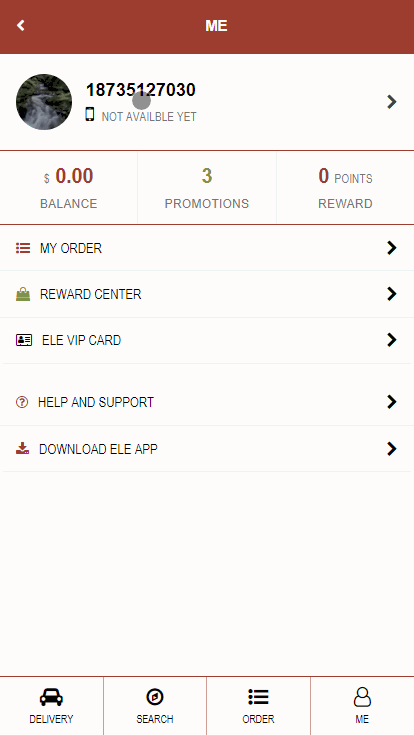 ME
18735127030
NOT AVAILBLE YET
$ 0.00
BALANCE
3
PROMOTIONS
0 POINTS
REWARD
MY ORDER
REWARD CENTER
ELE VIP CARD
HELP AND SUPPORT
DOWNLOAD ELE APP
DELIVERY
SEARCH
ORDER
ME